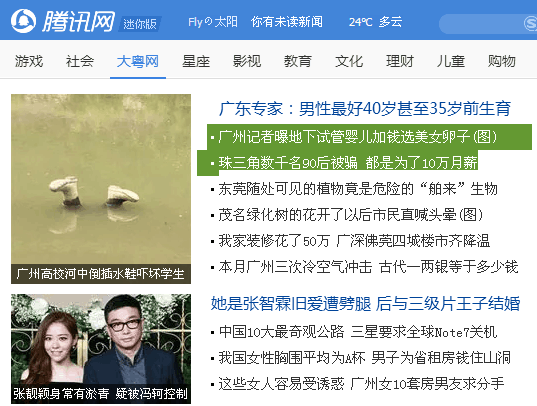 腾讯网 迷你版 Fly☉太阳 你有未读新闻 24℃ 多云
游戏 社会 大粤网 星座 影视 教育 文化 理财 儿童 购物
广东专家：男性最好40岁甚至35岁前生育
广州记者曝地下试管婴儿加钱选美女卵子(图)
珠三角数千名90后被骗 都是为了10万月薪
东莞随处可见的植物竟是危险的“舶来”生物
茂名绿化树的花开了以后市民直喊头晕(图)
我家装修花了50万 广深佛莞四城楼市齐降温
本月广州三次冷空气冲击 古代一两银等于多少钱
广州高校河中倒插水鞋吓坏学生
她是张智霖旧爱遭劈腿 后与三级片王子结婚
中国10大最奇观公路 三星要求全球Note7关机
我国女性胸围平均为A杯 男子为省租房钱住山洞
这些女人容易受诱惑 广州女10套房男友求分手
张靓颖身常有淤青 疑被冯轲控制